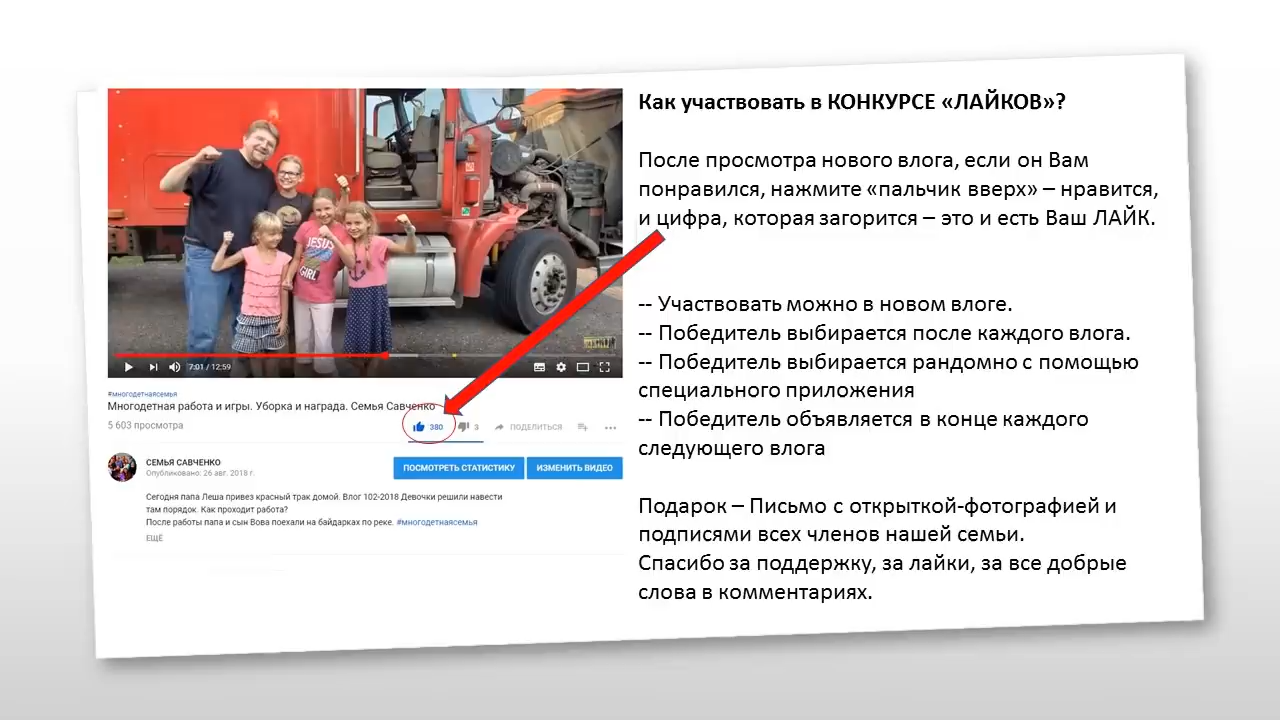 Как участвовать в КОНКУРСЕ «ЛАЙКОВ»?
После просмотра нового влога, если он Вам
понравился, нажмите «пальчик вверх» – нравится,
и цифра, которая загорится – это и есть Ваш ЛАЙК.
-- Участвовать можно в новом влоге.
-- Победитель выбирается после каждого влога.
-- Победитель выбирается рандомно с помощью
специального приложения
-- Победитель объявляется в конце каждого
следующего влога
Подарок – Письмо с открыткой-фотографией и
подписями всех членов нашей семьи.
Спасибо за поддержку, за лайки, за все добрые
слова в комментариях.
JESUS
GIRL
7:01 / 12:59
#многодетнаясемья
Многодетная работа и игры. Уборка и награда. Семья Савченко
5 603 просмотра
380
3
ПОДЕЛИТЬСЯ
СЕМЬЯ САВЧЕНКО
Опубликовано: 26 авг. 2018 г.
ПОСМОТРЕТЬ СТАТИСТИКУ
ИЗМЕНИТЬ ВИДЕО
Сегодня папа Леша привез красный трак домой. Влог 102-2018 Девочки решили навести
там порядок. Как проходит работа?
После работы папа и сын Вова поехали на байдарках по реке. #многодетнаясемья
ЕЩЁ